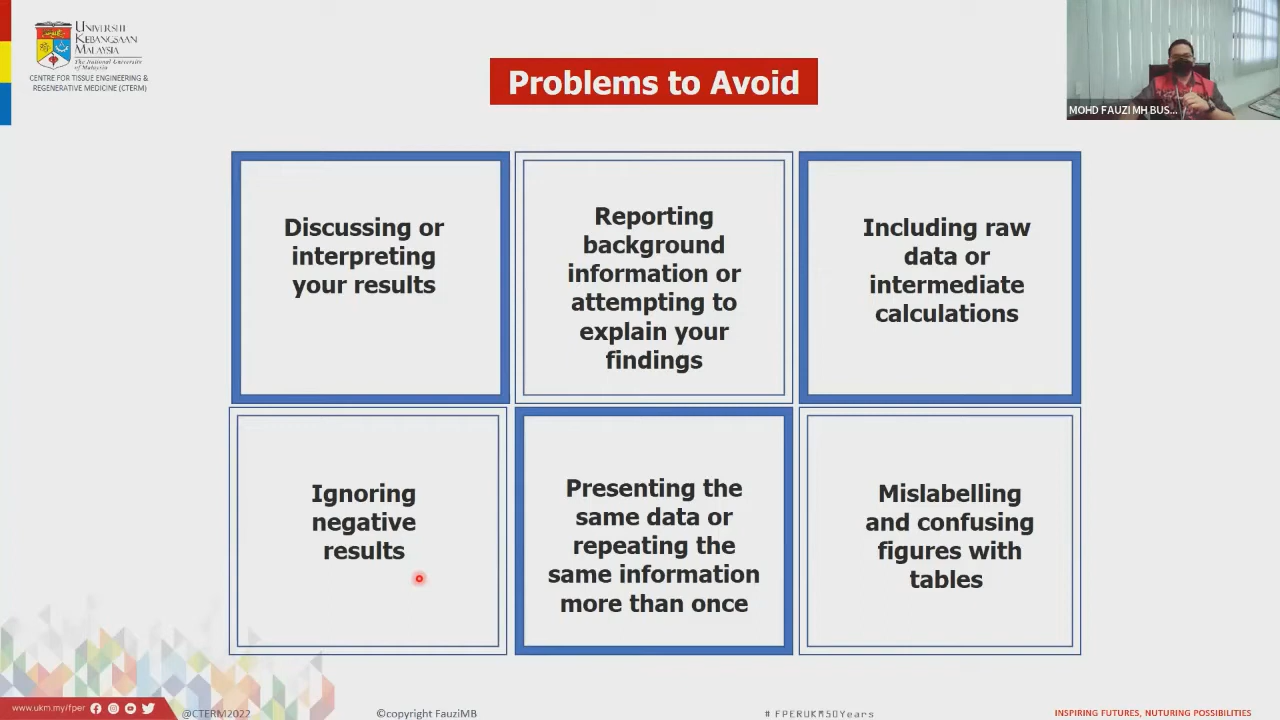 UNIVERSITI
KEBANGSAAN
MALAYSIA
The National University
of Malaysia
CENTRE FOR TISSUE ENGINEERING &
REGENERATIVE MEDICINE (CTERM)
Problems to Avoid
MOHD FAUZI MH BUS...
Discussing or
interpreting
your results
Reporting
background
information or
attempting to
explain your
findings
Including raw
data or
intermediate
calculations
Ignoring
negative
results
Presenting the
same data or
repeating the
same information
more than once
Mislabelling
and confusing
figures with
tables
www.ukm.my/fper
@CTERM2022
©copyright FauziMB
#FPERUKM50Years
INSPIRING FUTURES, NUTURING POSSIBILITIES